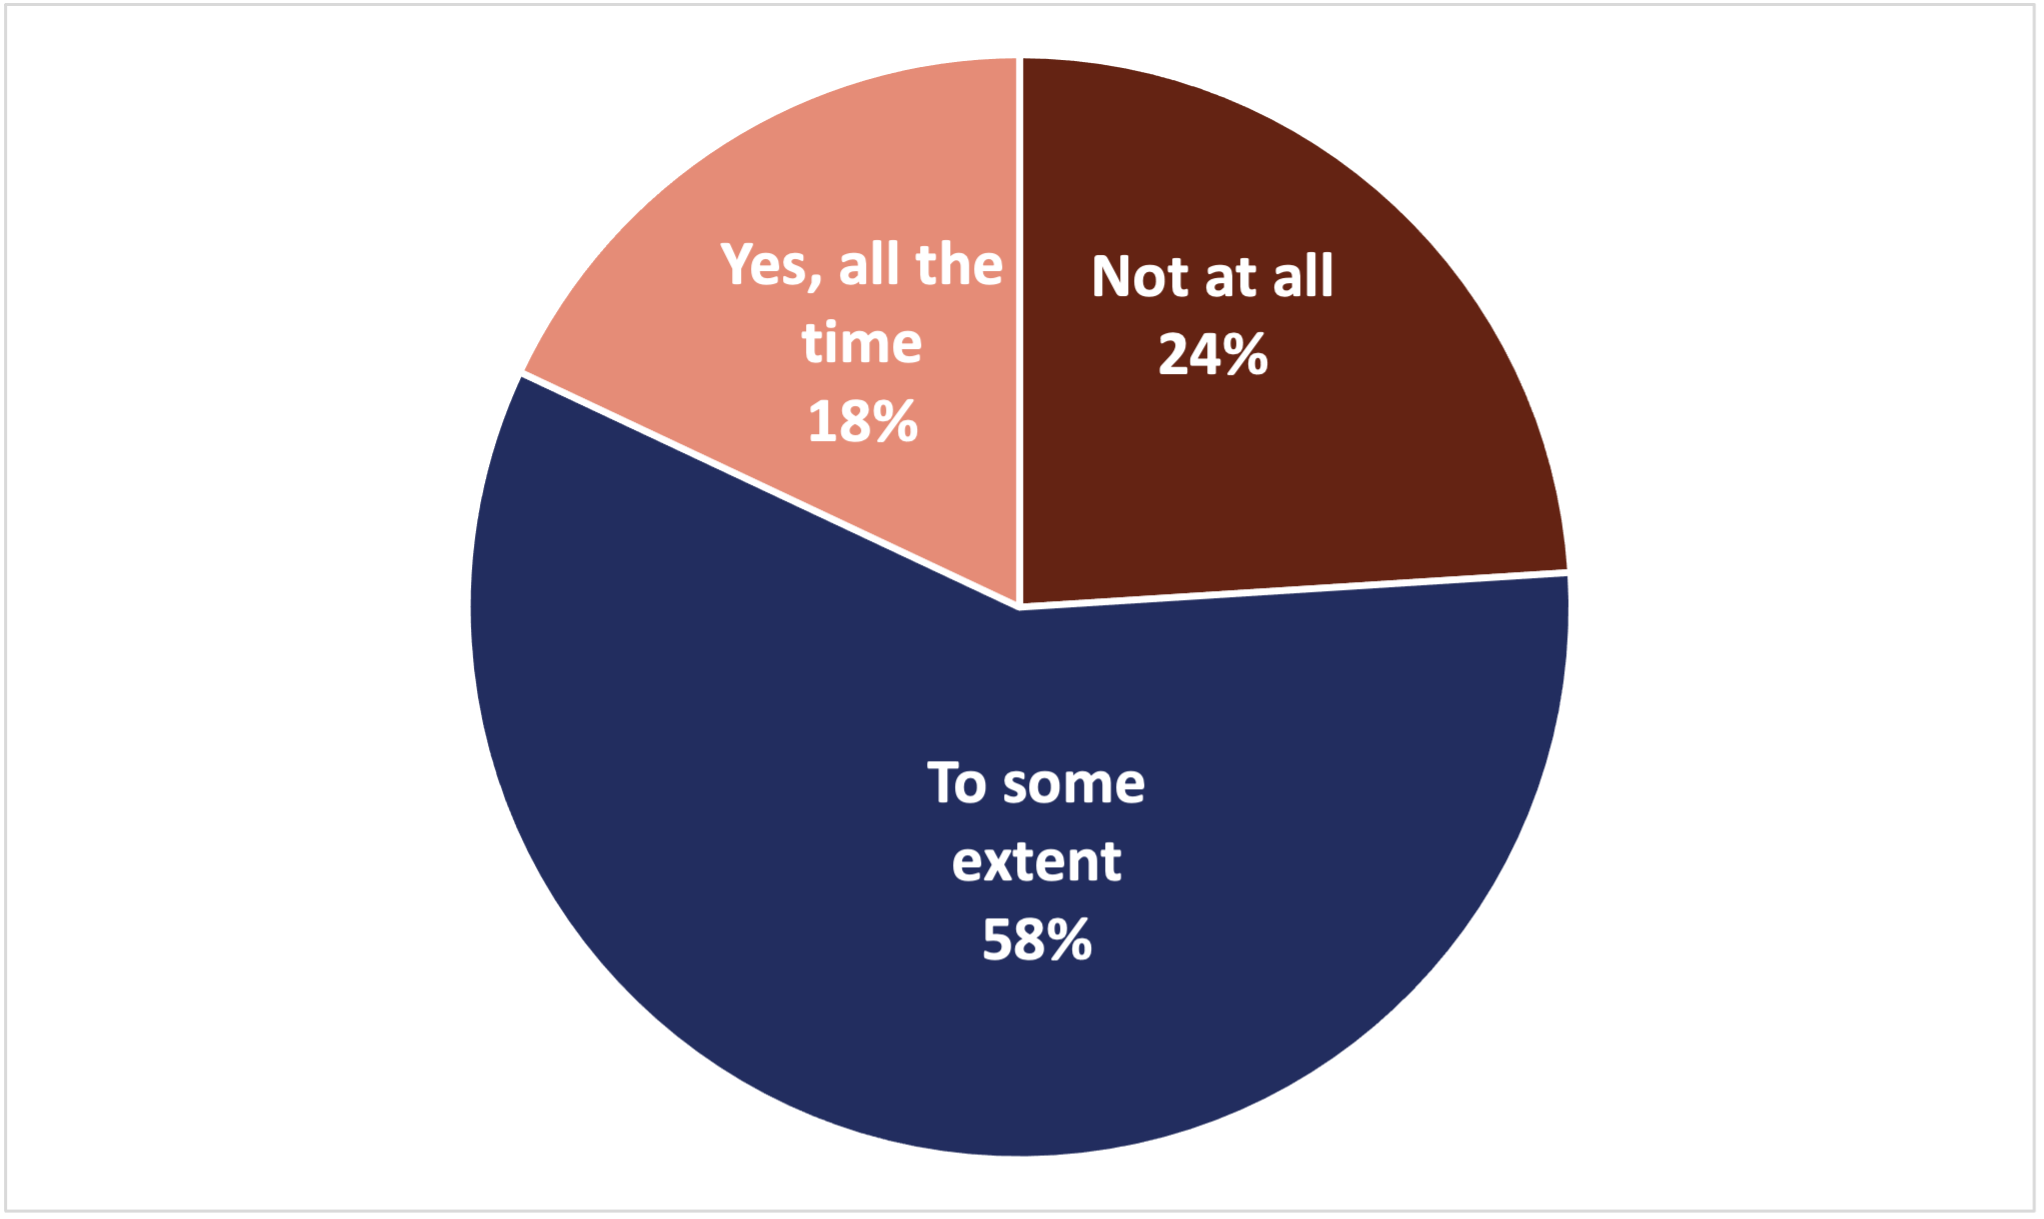 Yes, all the
time
18%
Not at all
24%
To some
extent
58%